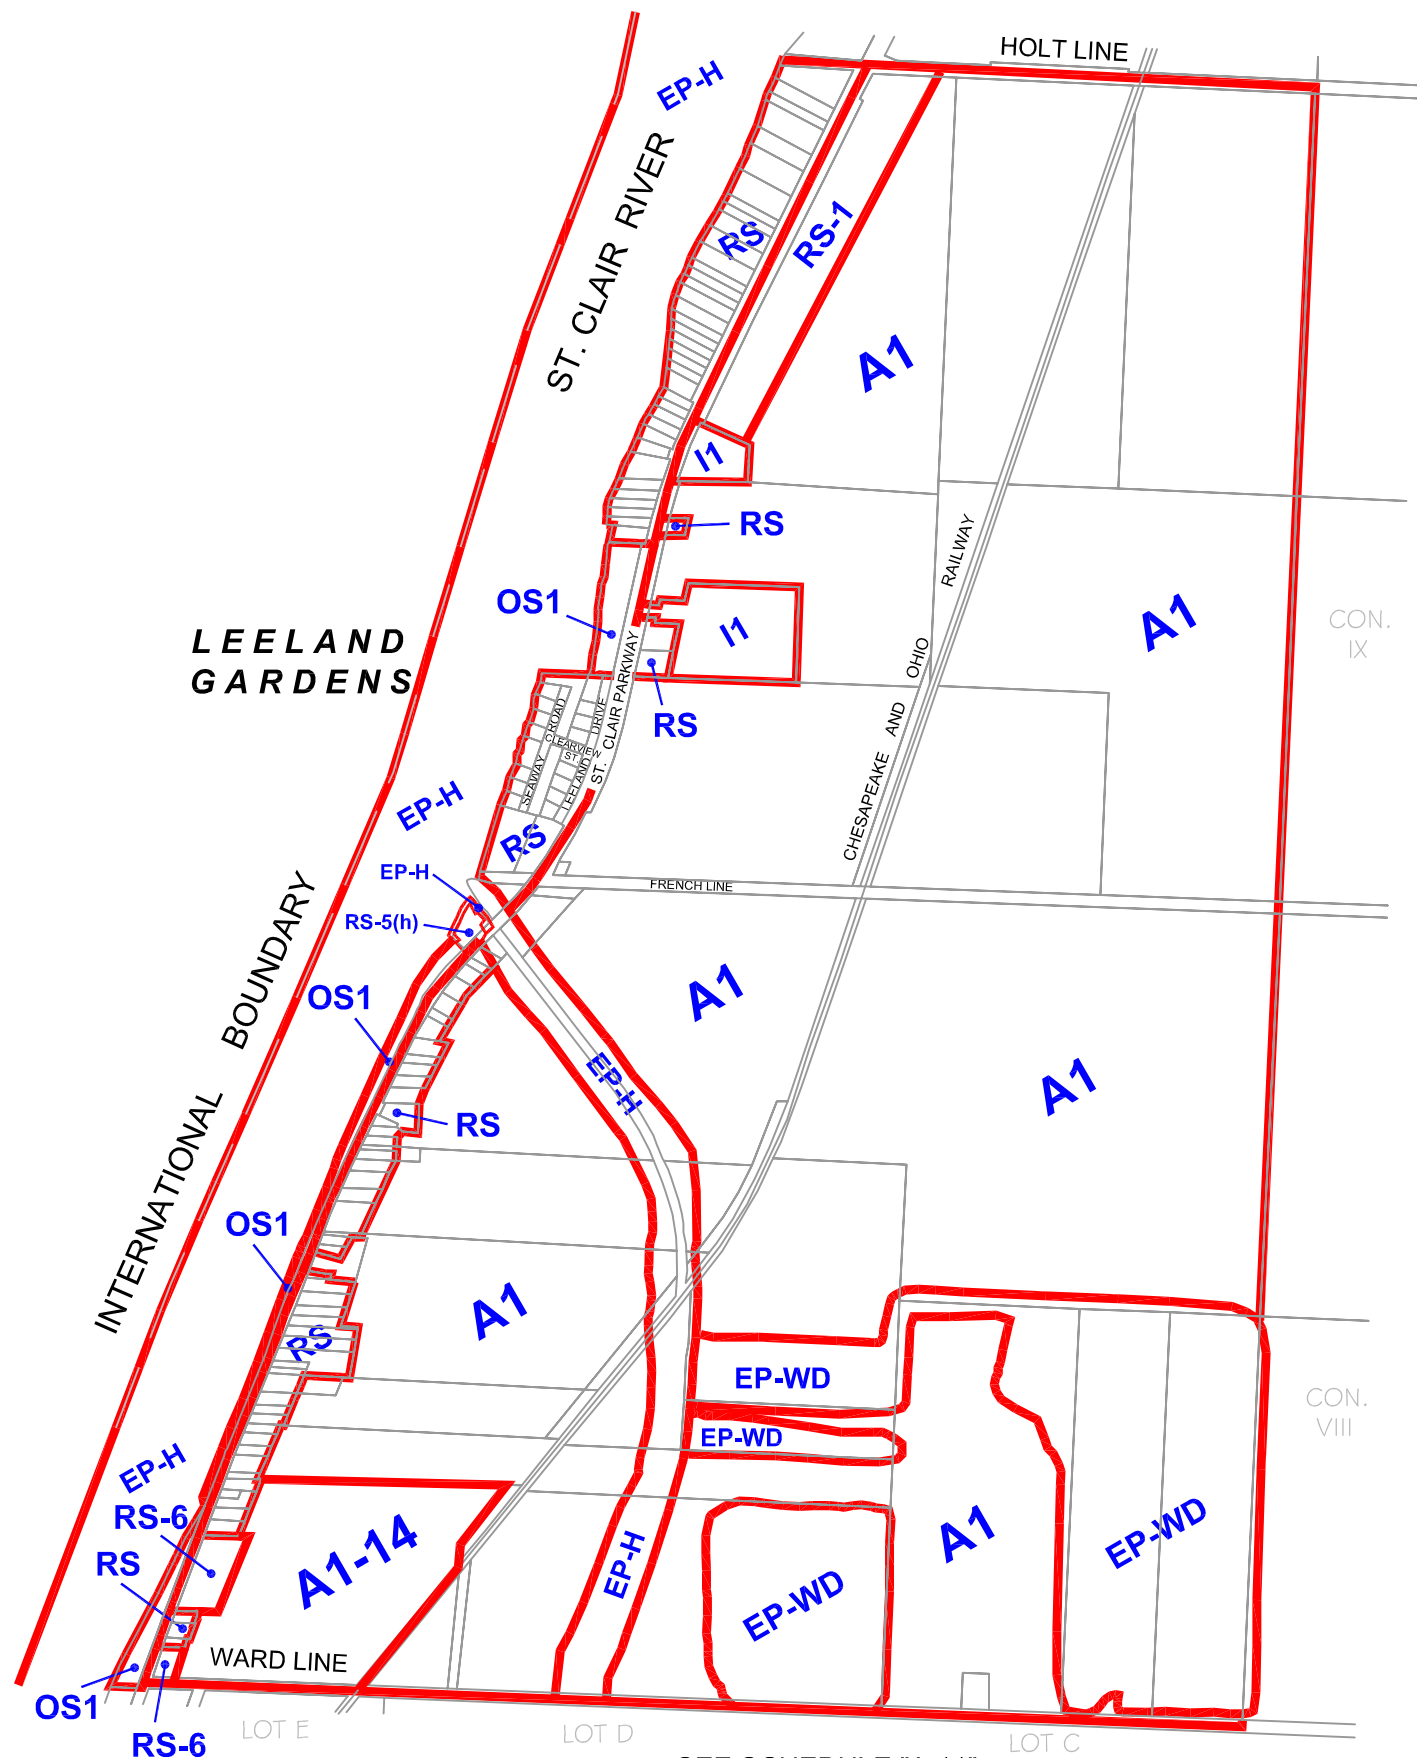 HOLT LINE
EP-H
ST. CLAIR RIVER
RS
RS-1
A1
I1
RS
OS1
I1
A1
CON.
IX
LEELAND
GARDENS
RS
RAILWAY
OHIO
AND
CHESAPEAKE
ST. CLAIR PARKWAY
ROAD
SEAWAY
CLEARVIEW
ST.
DRIVE
LEELAND
EP-H
RS
EP-H
FRENCH LINE
RS-5(h)
INTERNATIONAL BOUNDARY
OS1
A1
EP-H
A1
RS
OS1
A1
RS
EP-WD
CON.
VIII
EP-WD
EP-H
RS-6
A1-14
A1
EP-WD
RS
EP-H
EP-WD
WARD LINE
OS1
RS-6
LOT E
LOT D
LOT C